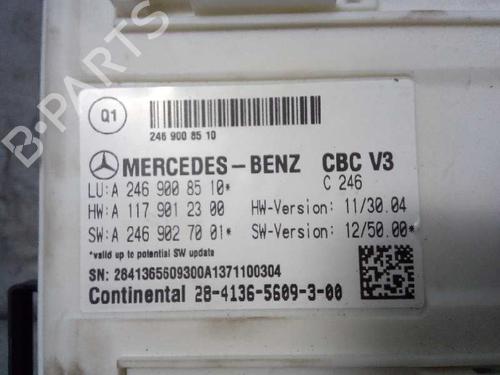 B-PARTS
Q1
246 900 85 10
MERCEDES-BENZ CBC V3
LU: A 246 900 85 10* C 246
HW: A 117 901 23 00 HW-Version: 11/30.04
SW: A 246 902 70 01* SW-Version: 12/50.00*
*valid up to potential SW update
SN: 2841365609300A1371100304
Continental 28-4136-5609-3-00